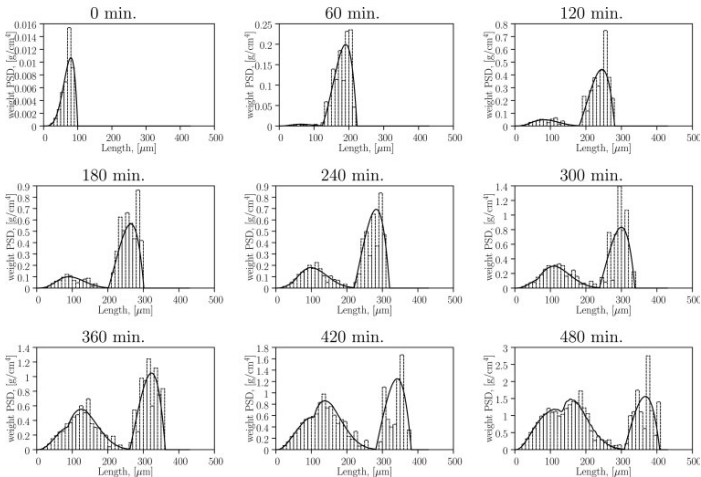 0 min.
60 min.
120 min.
weight PSD, [g/cm⁴]
0.016
0.014
0.012
0.01
0.008
0.006
0.004
0.002
0
0 100 200 300 400 500
Length, [μm]
weight PSD, [g/cm⁴]
0.25
0.2
0.15
0.1
0.05
0
0 100 200 300 400 500
Length, [μm]
weight PSD, [g/cm⁴]
0.8
0.7
0.6
0.5
0.4
0.3
0.2
0.1
0
0 100 200 300 400 500
Length, [μm]
180 min.
240 min.
300 min.
weight PSD, [g/cm⁴]
0.9
0.8
0.7
0.6
0.5
0.4
0.3
0.2
0.1
0
0 100 200 300 400 500
Length, [μm]
weight PSD, [g/cm⁴]
0.9
0.8
0.7
0.6
0.5
0.4
0.3
0.2
0.1
0
0 100 200 300 400 500
Length, [μm]
weight PSD, [g/cm⁴]
1.4
1.2
1
0.8
0.6
0.4
0.2
0
0 100 200 300 400 500
Length, [μm]
360 min.
420 min.
480 min.
weight PSD, [g/cm⁴]
1.4
1.2
1
0.8
0.6
0.4
0.2
0
0 100 200 300 400 500
Length, [μm]
weight PSD, [g/cm⁴]
1.8
1.6
1.4
1.2
1
0.8
0.6
0.4
0.2
0
0 100 200 300 400 500
Length, [μm]
weight PSD, [g/cm⁴]
3
2.5
2
1.5
1
0.5
0
0 100 200 300 400 500
Length, [μm]